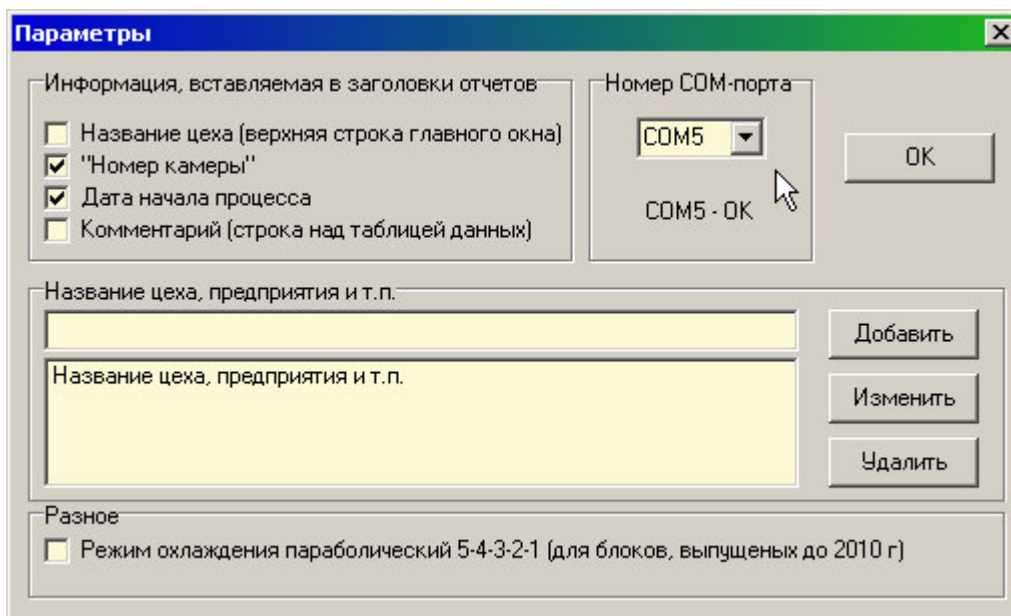 Параметры
Информация, вставляемая в заголовки отчетов
Название цеха (верхняя строка главного окна)
"Номер камеры"
Дата начала процесса
Комментарий (строка над таблицей данных)
Номер COM-порта
COM5
COM5 - OK
OK
Название цеха, предприятия и т.п.
Добавить
Название цеха, предприятия и т.п.
Изменить
Удалить
Разное
Режим охлаждения параболический 5-4-3-2-1 (для блоков, выпущеных до 2010 г)